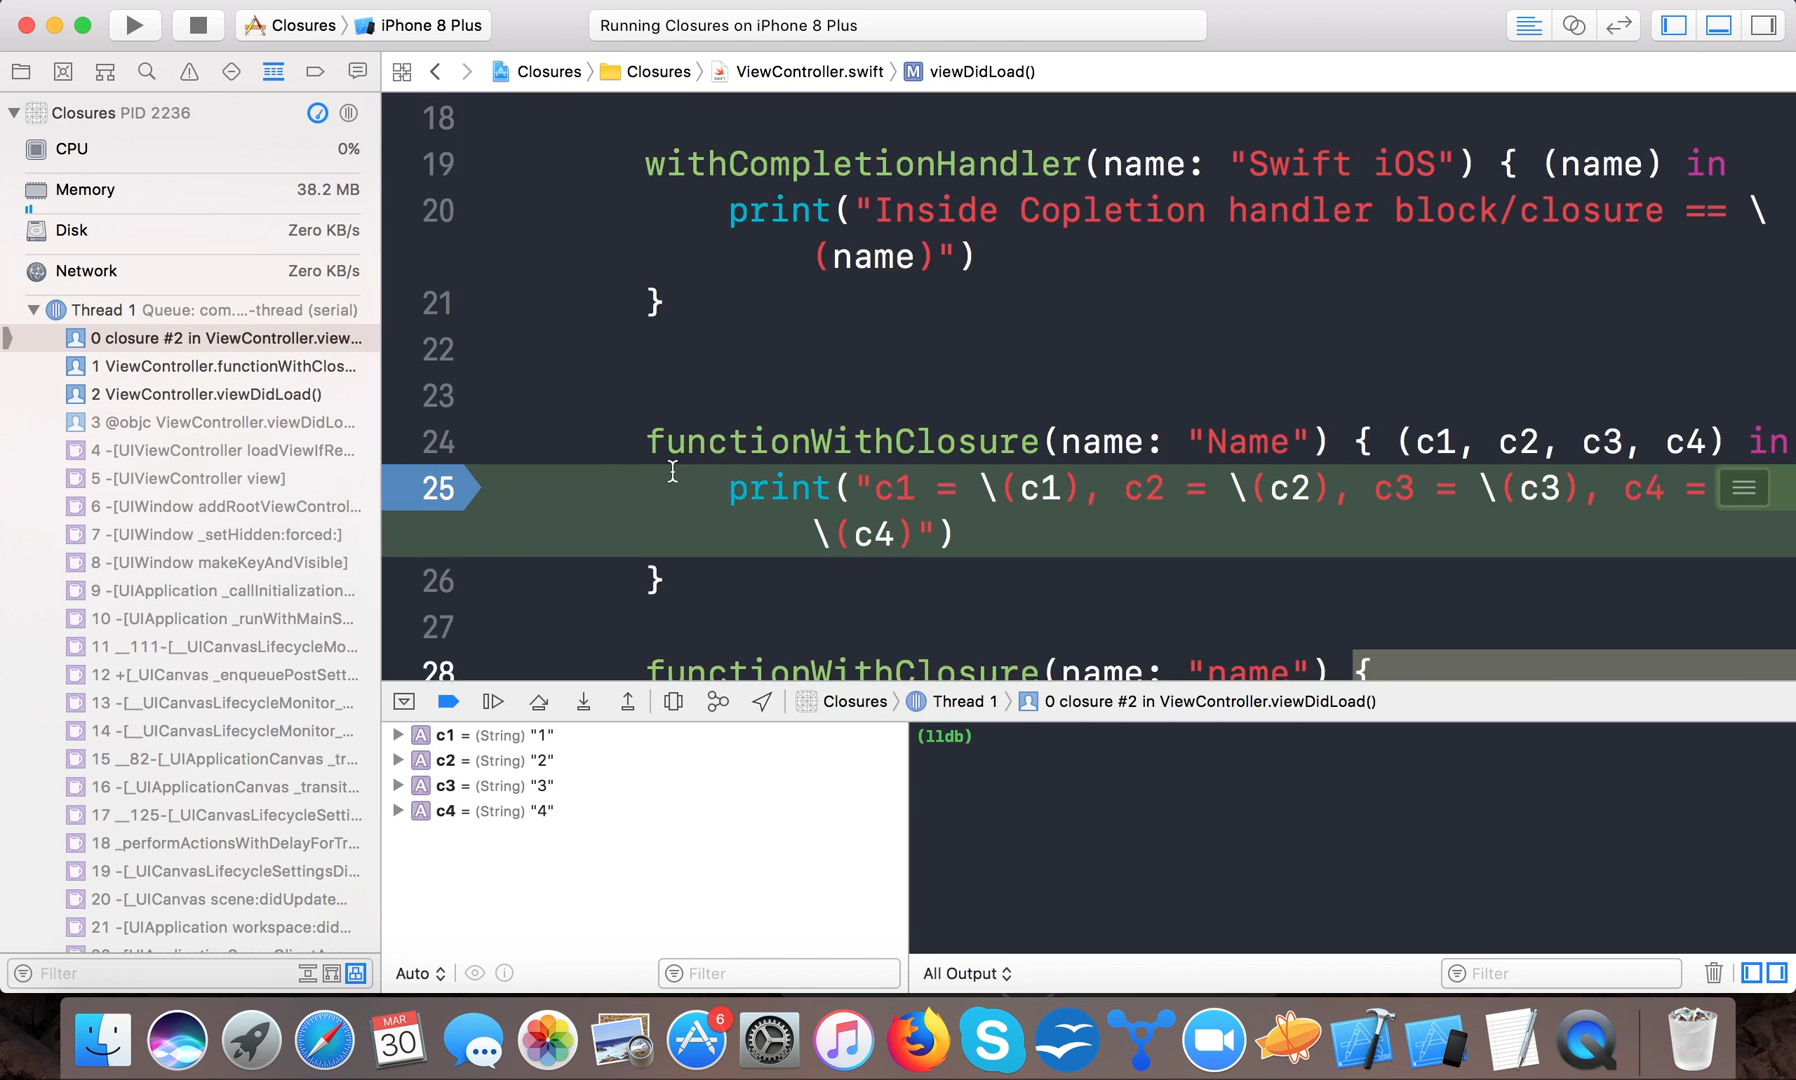 Closures
iPhone 8 Plus
Running Closures on iPhone 8 Plus
Closures
Closures
ViewController.swift
M viewDidLoad()
Closures PID 2236
CPU 0%
Memory 38.2 MB
Disk Zero KB/s
Network Zero KB/s
Thread 1 Queue: com....-thread (serial)
0 closure #2 in ViewController.view...
1 ViewController.functionWithClos...
2 ViewController.viewDidLoad()
3 @objc ViewController.viewDidLo...
4 -[UIViewController loadViewIfRe...
5 -[UIViewController view]
6 -[UIWindow addRootViewControl...
7 -[UIWindow _setHidden:forced:]
8 -[UIWindow makeKeyAndVisible]
9 -[UIApplication _callInitialization...
10 -[UIApplication _runWithMainS...
11 __111-[__UICanvasLifecycleMo...
12 +[_UICanvas _enqueuePostSett...
13 -[__UICanvasLifecycleMonitor_...
14 -[__UICanvasLifecycleMonitor_...
15 __82-[_UIApplicationCanvas _tr...
16 -[_UIApplicationCanvas _transit...
17 __125-[_UICanvasLifecycleSetti...
18 _performActionsWithDelayForTr...
19 -[_UICanvasLifecycleSettingsDi...
20 -[_UICanvas scene:didUpdate...
21 -[UIApplication workspace:did...
Filter
18
19 withCompletionHandler(name: "Swift iOS") { (name) in
20 print("Inside Copletion handler block/closure == \
(name)")
21 }
22
23
24 functionWithClosure(name: "Name") { (c1, c2, c3, c4) in
25 print("c1 = \(c1), c2 = \(c2), c3 = \(c3), c4 =
\(c4)")
26 }
27
28 functionWithClosure(name: "name") {
Closures
Thread 1
0 closure #2 in ViewController.viewDidLoad()
A c1 = (String) "1"
A c2 = (String) "2"
A c3 = (String) "3"
A c4 = (String) "4"
(lldb)
Auto
Filter
All Output
Filter
MAR
30
6